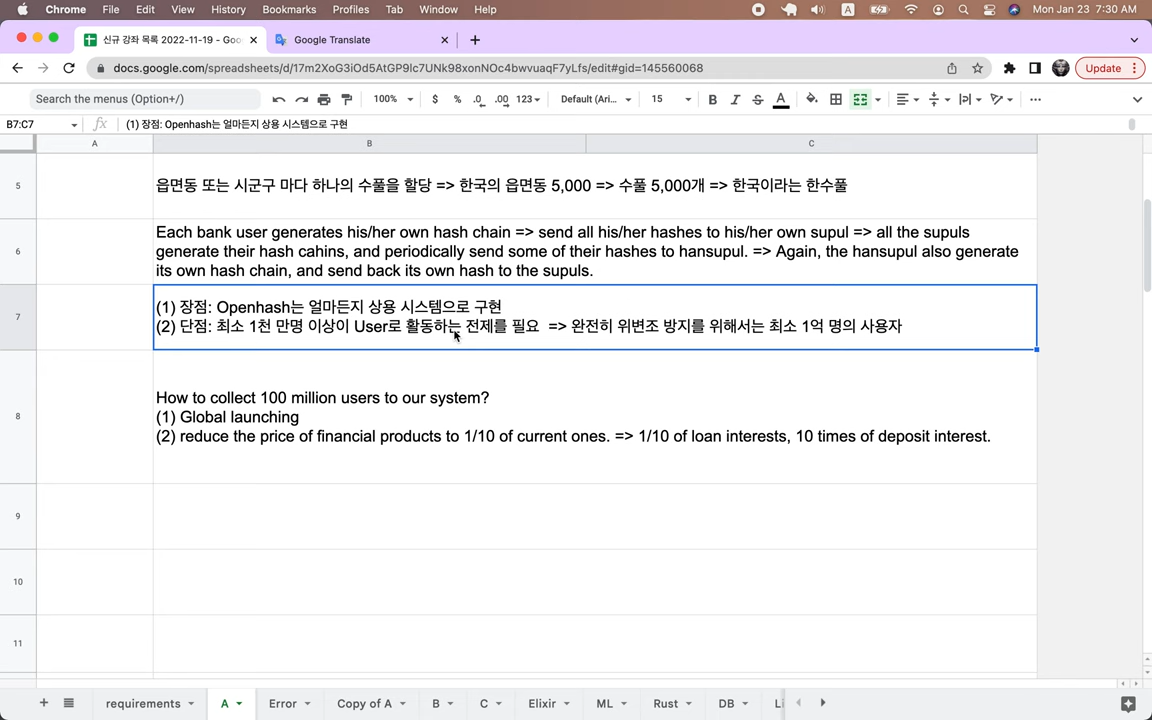 Chrome File Edit View History Bookmarks Profiles Tab Window Help A Mon Jan 23 7:30 AM
신규 강좌 목록 2022-11-19 - Goo
Google Translate
docs.google.com/spreadsheets/d/17m2XoG3iOd5AtGP9lc7UNk98xonNOc4bwvuaqF7yLfs/edit#gid=145560068
Update
Search the menus (Option+/) 100% $ % .0 .00 123 Default (Ari... 15 B I S A
B7:C7 fx (1) 장점: Openhash는 얼마든지 상용 시스템으로 구현
A B C
5 읍면동 또는 시군구 마다 하나의 수풀을 할당 => 한국의 읍면동 5,000 => 수풀 5,000개 => 한국이라는 한수풀
Each bank user generates his/her own hash chain => send all his/her hashes to his/her own supul => all the supuls
6 generate their hash cahins, and periodically send some of their hashes to hansupul. => Again, the hansupul also generate
its own hash chain, and send back its own hash to the supuls.
(1) 장점: Openhash는 얼마든지 상용 시스템으로 구현
7
(2) 단점: 최소 1천 만명 이상이 User로 활동하는 전제를 필요 => 완전히 위변조 방지를 위해서는 최소 1억 명의 사용자
How to collect 100 million users to our system?
8 (1) Global launching
(2) reduce the price of financial products to 1/10 of current ones. => 1/10 of loan interests, 10 times of deposit interest.
9
10
11
requirements A Error Copy of A B C Elixir ML Rust DB Li